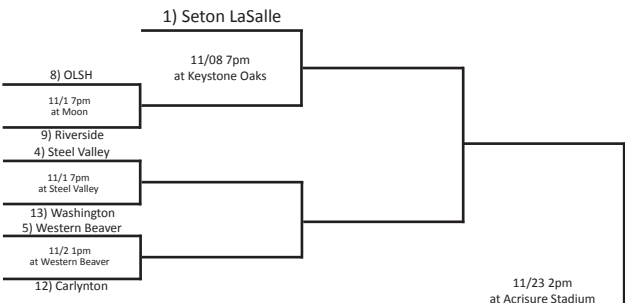 1) Seton LaSalle
11/08 7pm
at Keystone Oaks
8) OLSH
11/1 7pm
at Moon
9) Riverside
4) Steel Valley
11/1 7pm
at Steel Valley
13) Washington
5) Western Beaver
11/2 1pm
at Western Beaver
12) Carlynton
11/23 2pm
at Acrisure Stadium